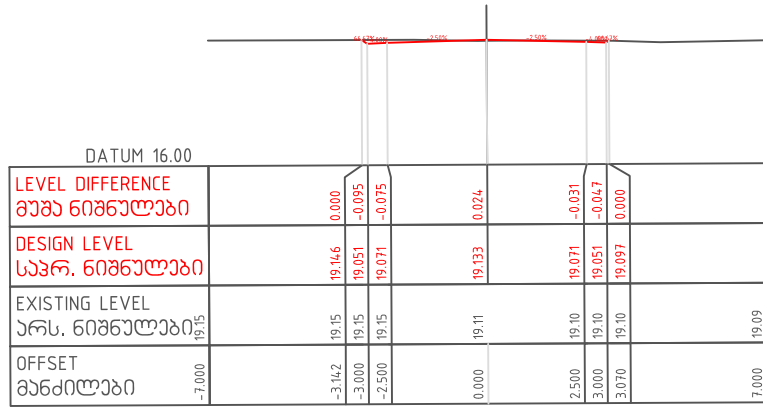 -2.50% -2.50%
DATUM 16.00
LEVEL DIFFERENCE
მუშა ნიშნულები
0.000 -0.095 -0.075 0.024 -0.031 -0.047 0.000
DESIGN LEVEL
საპრ. ნიშნულები
19.146 19.051 19.071 19.133 19.071 19.051 19.097
EXISTING LEVEL
არს. ნიშნულები
19.15 19.15 19.15 19.15 19.11 19.10 19.10 19.10 19.09
OFFSET
მანძილები
-7.000 -3.142 -3.000 -2.500 0.000 2.500 3.000 3.070 7.000